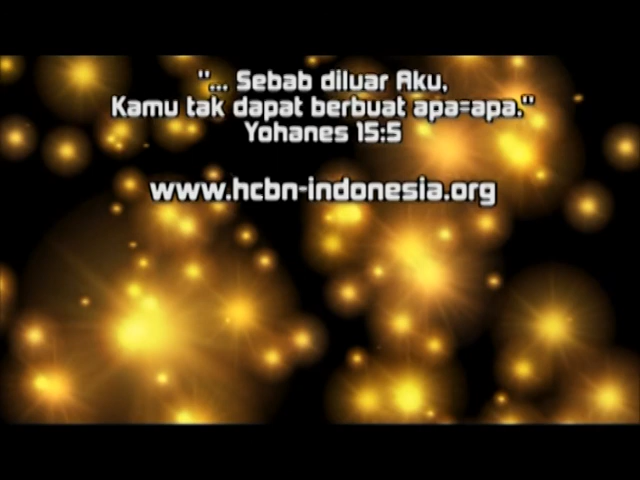 "... Sebab diluar Aku,
Kamu tak dapat berbuat apa=apa."
Yohanes 15:5
www.hcbn-indonesia.org